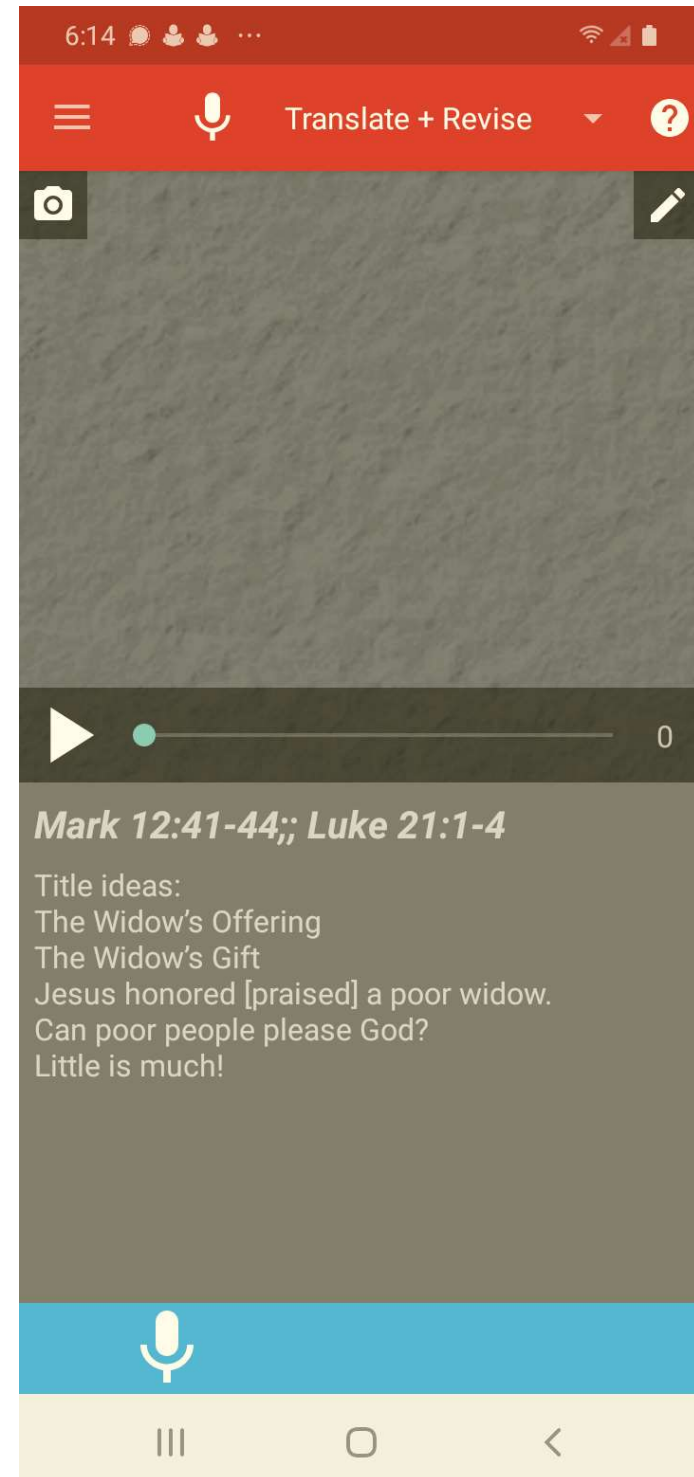 6:14
Translate + Revise
0
Mark 12:41-44;; Luke 21:1-4
Title ideas:
The Widow’s Offering
The Widow’s Gift
Jesus honored [praised] a poor widow.
Can poor people please God?
Little is much!